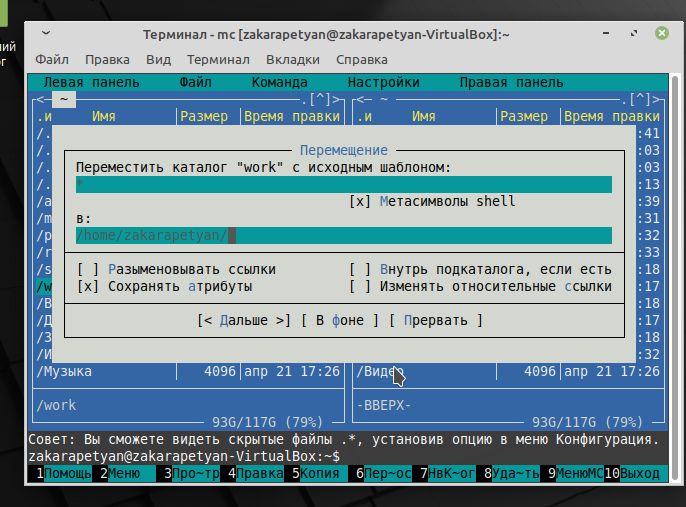 ний
ог
Терминал - mc [zakarapetyan@zakarapetyan-VirtualBox]:~
Файл Правка Вид Терминал Вкладки Справка
Левая панель Файл Команда Настройки Правая панель
<— ~ .[^]> <— ~ .[^]>
.и Имя Размер Время правки .и Имя Размер Время правки
/. :41
/. :03
/. :03
/. :13
/a :39
/m :31
/p :32
/r :33
/s :18
/w :17
/В :18
/Д :17
/З :18
/И :32
Перемещение
Переместить каталог "work" с исходным шаблоном:
*
[x] Метасимволы shell
в:
/home/zakarapetyan/
[ ] Разыменовывать ссылки [ ] Внутрь подкаталога, если есть
[x] Сохранять атрибуты [ ] Изменять относительные ссылки
[< Дальше >] [ В фоне ] [ Прервать ]
/Музыка 4096 апр 21 17:26 /Видео 4096 апр 21 17:26
/work -ВВЕРХ-
93G/117G (79%) 93G/117G (79%)
Совет: Вы сможете видеть скрытые файлы .*, установив опцию в меню Конфигурация.
zakarapetyan@zakarapetyan-VirtualBox:~$
1Помощь 2Меню 3Про~тр 4Правка 5Копия 6Пер~ос 7НвК~ог 8Уда~ть 9МенюMC 10Выход